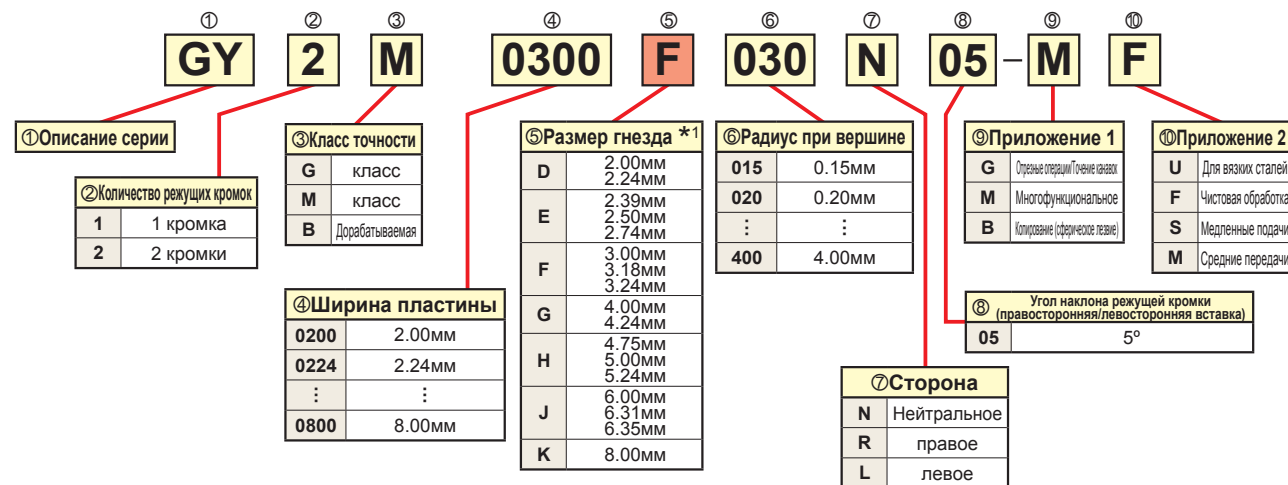 ① ② ③ ④ ⑤ ⑥ ⑦ ⑧ ⑨ ⑩
GY 2 M 0300 F 030 N 05 – M F
①Описание серии
②Количество режущих кромок
1 1 кромка
2 2 кромки
③Класс точности
G класс
M класс
B Дорабатываемая
④Ширина пластины
0200 2.00мм
0224 2.24мм
⋮ ⋮
0800 8.00мм
⑤Размер гнезда *1
D 2.00мм
2.24мм
E 2.39мм
2.50мм
2.74мм
F 3.00мм
3.18мм
3.24мм
G 4.00мм
4.24мм
H 4.75мм
5.00мм
5.24мм
J 6.00мм
6.31мм
6.35мм
K 8.00мм
⑥Радиус при вершине
015 0.15мм
020 0.20мм
⋮ ⋮
400 4.00мм
⑦Сторона
N Нейтральное
R правое
L левое
⑧ Угол наклона режущей кромки
(правосторонняя/левосторонняя вставка)
05 5º
⑨Приложение 1
G Отрезные операции/Точение канавок
M Многофункциональное
B Копирование (сферическое лезвие)
⑩Приложение 2
U Для вязких сталей
F Чистовая обработка
S Медленные подачи
M Средние передачи